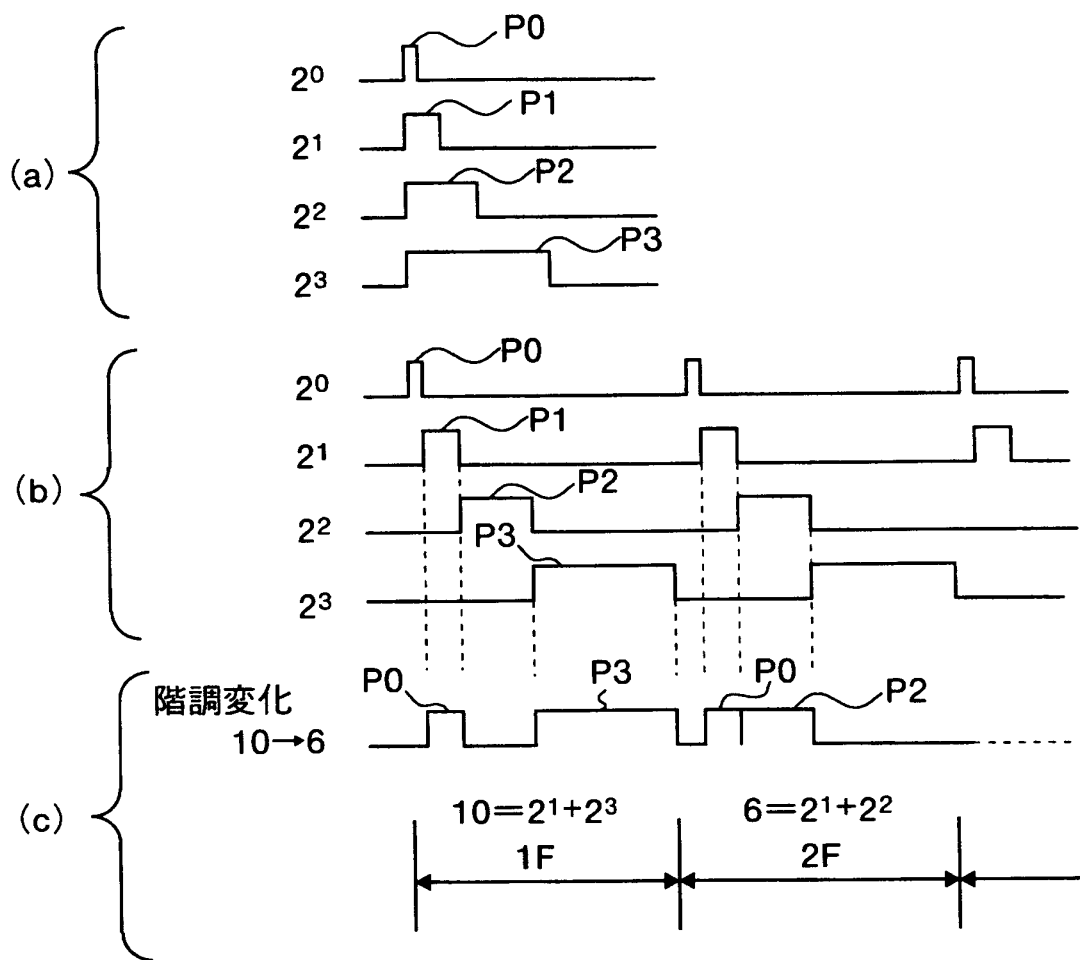 (a)
P0
2⁰
P1
2¹
P2
2²
P3
2³
(b)
P0
2⁰
P1
2¹
P2
2²
P3
2³
(c)
階調変化
10→6
P0
P3
P0
P2
10=2¹+2³
6=2¹+2²
1F
2F